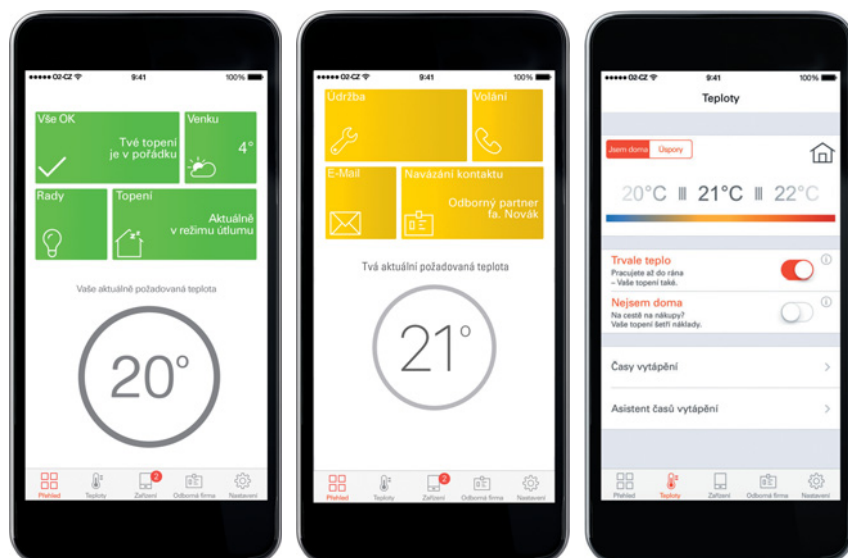 O2-CZ 9:41 100%
Vše OK
Venku
Tvé topení
je v pořádku
4°
Rady
Topení
Aktuálně
v režimu útlumu
Vaše aktuálně požadovaná teplota
20°
2
Přehled Teploty Zařízení Odborná firma Nastavení
O2-CZ 9:41 100%
Údržba
Volání
E-Mail
Navázání kontaktu
Odborný partner
fa. Novák
Tvá aktuální požadovaná teplota
21°
2
Přehled Teploty Zařízení Odborná firma Nastavení
O2-CZ 9:41 100%
Teploty
Jsem doma Úspory
20°C 21°C 22°C
Trvale teplo
Pracujete až do rána
– Vaše topení také.
Nejsem doma
Na cestě na nákupy?
Vaše topení šetří náklady.
Časy vytápění
Asistent časů vytápění
Přehled Teploty Zařízení Odborná firma Nastavení